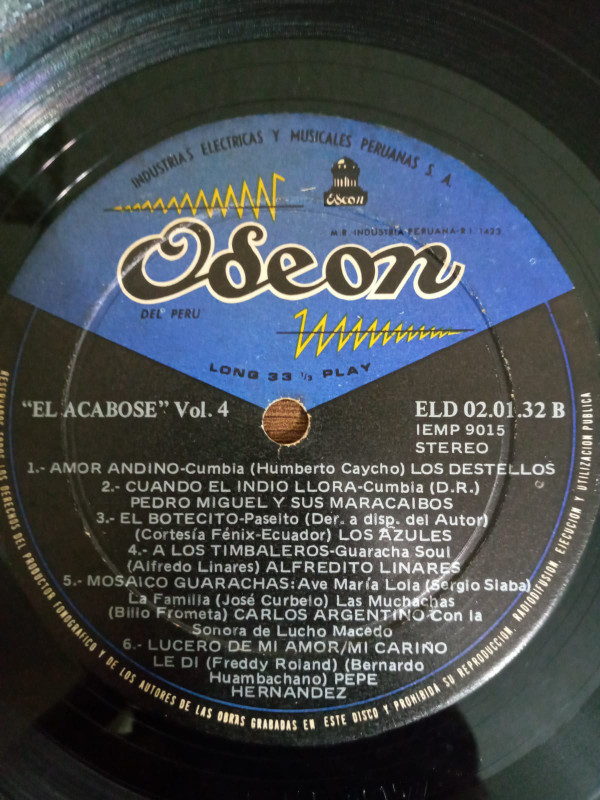 INDUSTRIAS ELECTRICAS Y MUSICALES PERUANAS S. A.
Odeon
M.R. INDUSTRIA PERUANA-R.I. 1422
Odeon
DEL PERU
LONG 33 ⅓ PLAY
"EL ACABOSE" Vol. 4
ELD 02.01.32 B
IEMP 9015
STEREO
1.- AMOR ANDINO-Cumbia (Humberto Caycho) LOS DESTELLOS
2.- CUANDO EL INDIO LLORA-Cumbia (D.R.)
PEDRO MIGUEL Y SUS MARACAIBOS
3.- EL BOTECITO-Paseito (Der. a disp. del Autor)
(Cortesía Fénix-Ecuador) LOS AZULES
4.- A LOS TIMBALEROS-Guaracha Soul
(Alfredo Linares) ALFREDITO LINARES
5.- MOSAICO GUARACHAS: Ave María Lola (Sergio Siaba)
La Familia (José Curbelo) Las Muchachas
(Billo Frometa) CARLOS ARGENTINO Con la
Sonora de Lucho Macedo
6.- LUCERO DE MI AMOR/MI CARIÑO
LE DI (Freddy Roland) (Bernardo
Huambachano) PEPE
HERNANDEZ
RESERVADOS TODOS LOS DERECHOS DEL PRODUCTOR FONOGRAFICO Y DE LOS AUTORES DE LAS OBRAS GRABADAS EN ESTE DISCO Y PROHIBIDA SU REPRODUCCION, RADIODIFUSION, EJECUCION Y UTILIZACION PUBLICA